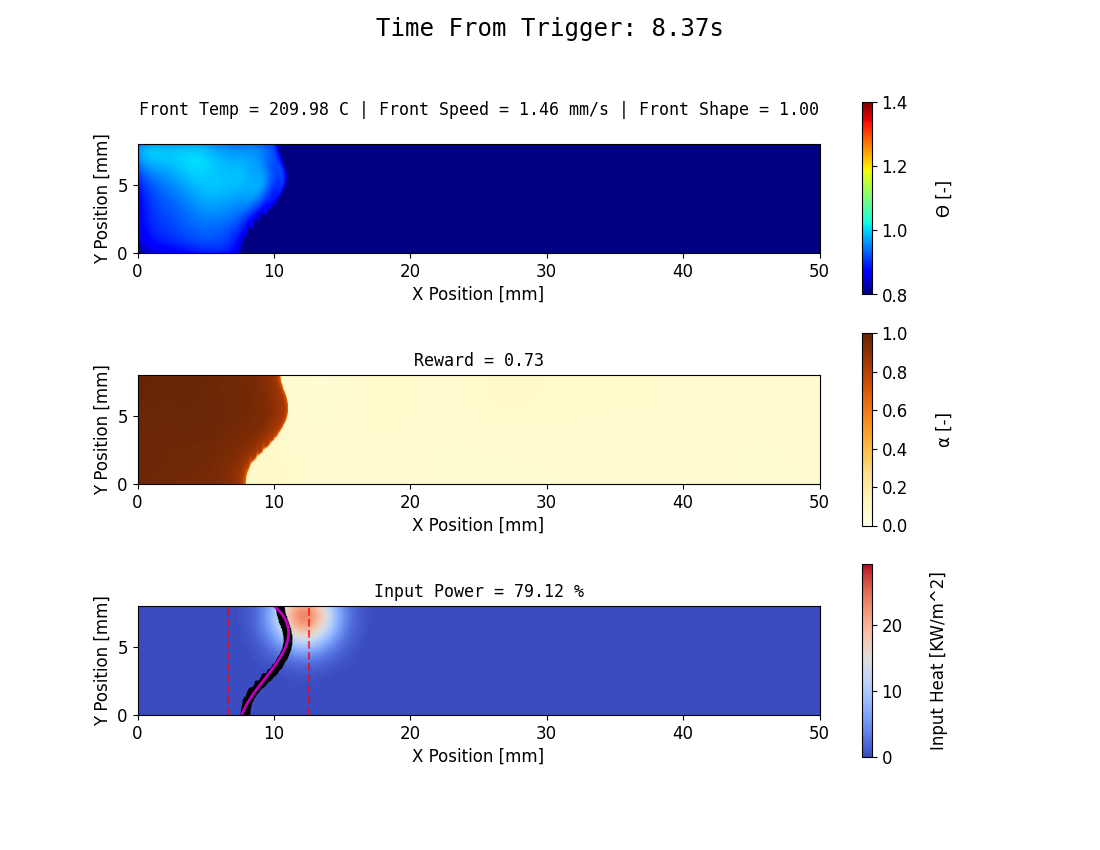 Time From Trigger: 8.37s
Front Temp = 209.98 C | Front Speed = 1.46 mm/s | Front Shape = 1.00
Y Position [mm]
5
0
0 10 20 30 40 50
X Position [mm]
1.4
1.2
1.0
0.8
Θ [-]
Reward = 0.73
Y Position [mm]
5
0
0 10 20 30 40 50
X Position [mm]
1.0
0.8
0.6
0.4
0.2
0.0
α [-]
Input Power = 79.12 %
Y Position [mm]
5
0
0 10 20 30 40 50
X Position [mm]
20
10
0
Input Heat [KW/m^2]